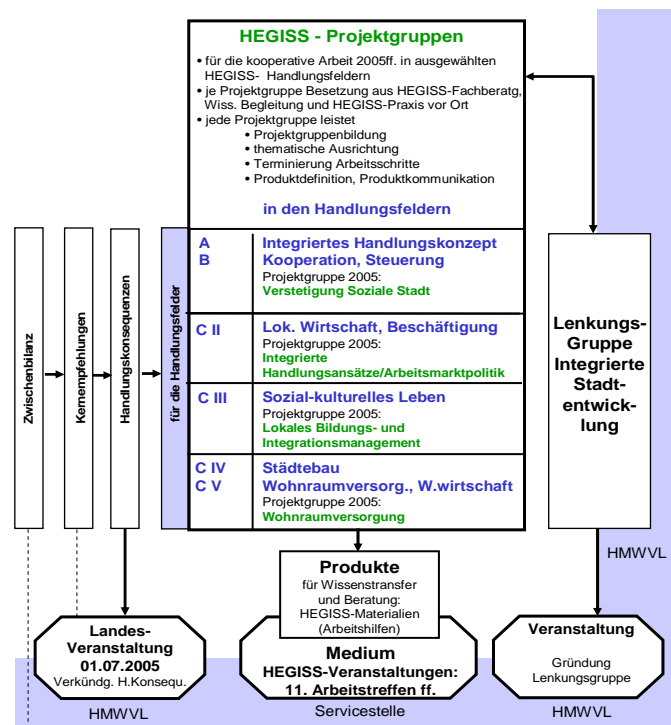 HEGISS - Projektgruppen
• für die kooperative Arbeit 2005ff. in ausgewählten
HEGISS- Handlungsfeldern
• je Projektgruppe Besetzung aus HEGISS-Fachberatg,
Wiss. Begleitung und HEGISS-Praxis vor Ort
• jede Projektgruppe leistet
• Projektgruppenbildung
• thematische Ausrichtung
• Terminierung Arbeitsschritte
• Produktdefinition, Produktkommunikation
in den Handlungsfeldern
Zwischenbilanz
Kernempfehlungen
Handlungskonsequenzen
für die Handlungsfelder
A Integriertes Handlungskonzept
B Kooperation, Steuerung
Projektgruppe 2005:
Verstetigung Soziale Stadt
C II Lok. Wirtschaft, Beschäftigung
Projektgruppe 2005:
Integrierte
Handlungsansätze/Arbeitsmarktpolitik
C III Sozial-kulturelles Leben
Projektgruppe 2005:
Lokales Bildungs- und
Integrationsmanagement
C IV Städtebau
C V Wohnraumversorg., W.wirtschaft
Projektgruppe 2005:
Wohnraumversorgung
Lenkungs-
Gruppe
Integrierte
Stadt-
entwick-
lung
HMWVL
Produkte
für Wissenstransfer
und Beratung:
HEGISS-Materialien
(Arbeitshilfen)
Landes-
Veranstaltung
01.07.2005
Verkündg. H.Konsequ.
HMWVL
Medium
HEGISS-Veranstaltungen:
11. Arbeitstreffen ff.
Servicestelle
Veranstaltung
Gründung
Lenkungsgruppe
HMWVL